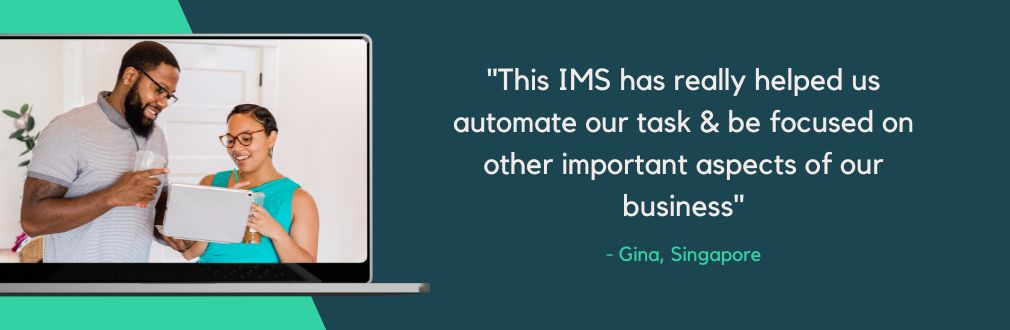 "This IMS has really helped us
automate our task & be focused on
other important aspects of our
business"
- Gina, Singapore